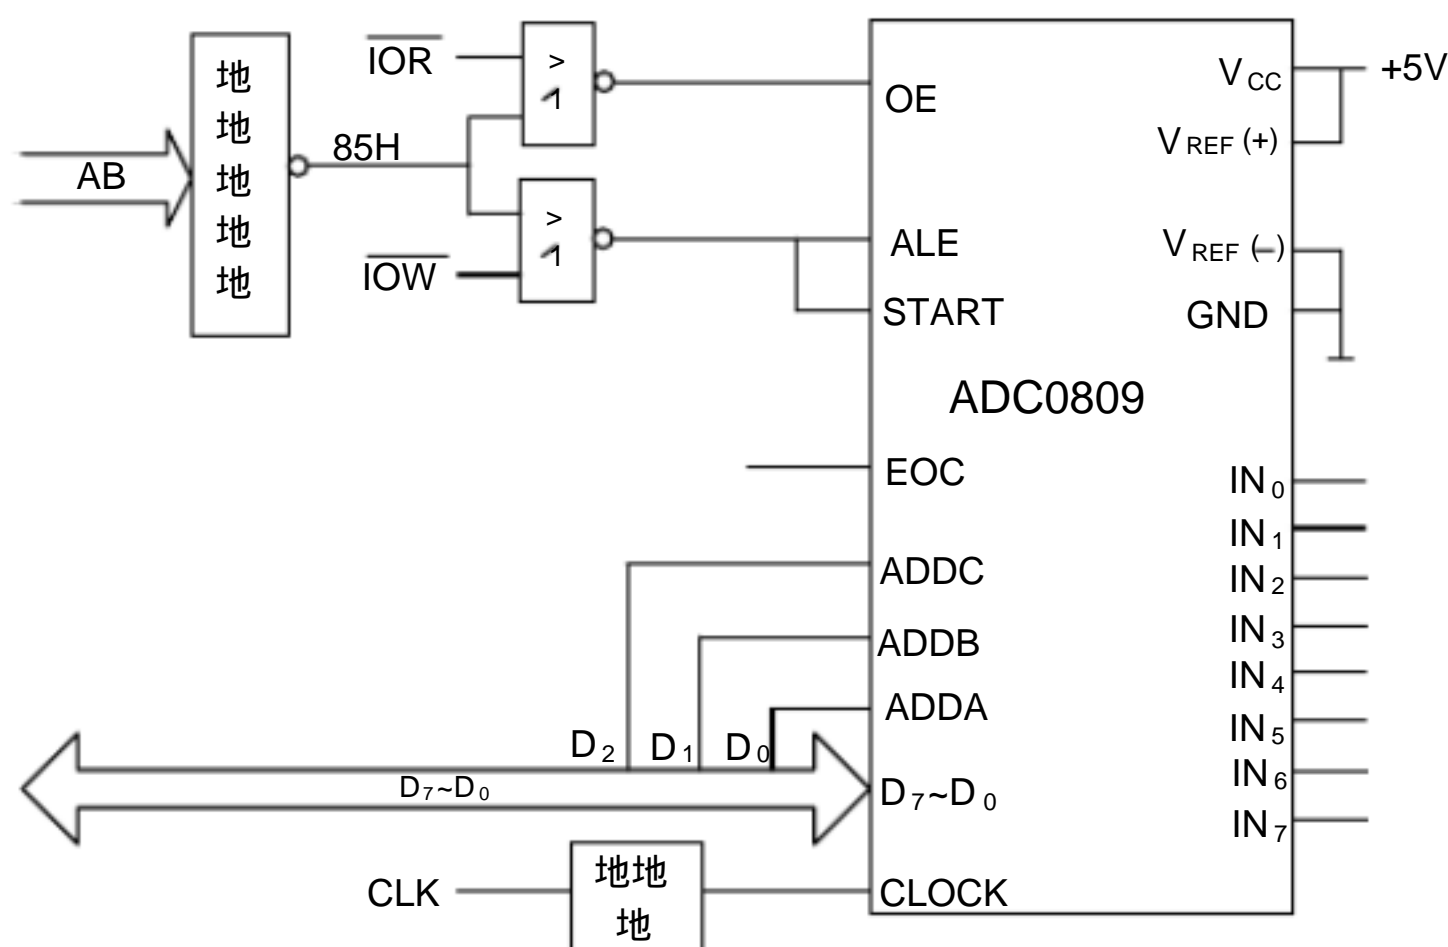 地
地
地
地
地
AB
85H
IOR
IOW
>
1
>
1
OE
ALE
START
ADC0809
EOC
ADDC
ADDB
ADDA
D7~D0
CLOCK
VCC
+5V
VREF (+)
VREF (−)
GND
IN0
IN1
IN2
IN3
IN4
IN5
IN6
IN7
D2 D1 D0
D7~D0
CLK
地地
地